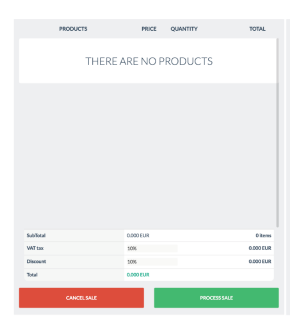 PRODUCTS PRICE QUANTITY TOTAL
THERE ARE NO PRODUCTS
SubTotal 0.000 EUR 0 items
VAT tax 10% 0.000 EUR
Discount 10% 0.000 EUR
Total 0.000 EUR
CANCEL SALE PROCESS SALE